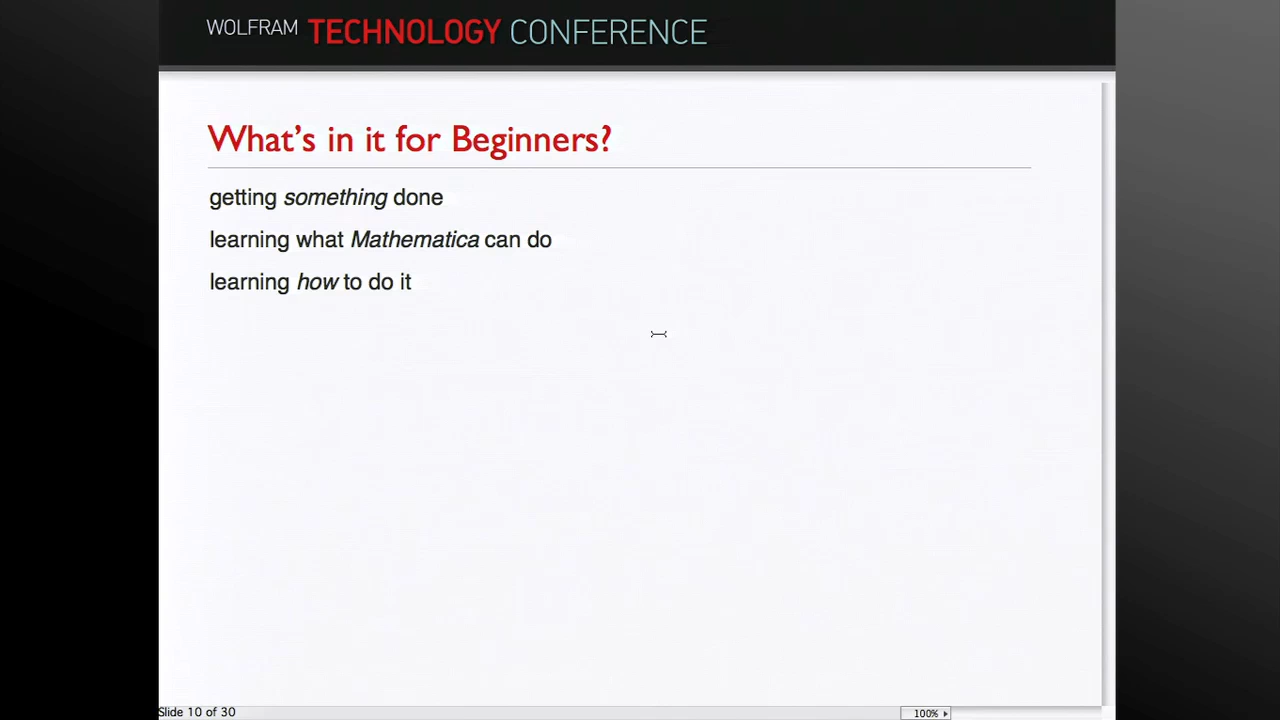 WOLFRAM TECHNOLOGY CONFERENCE
What's in it for Beginners?
getting something done
learning what Mathematica can do
learning how to do it
Slide 10 of 30
100%